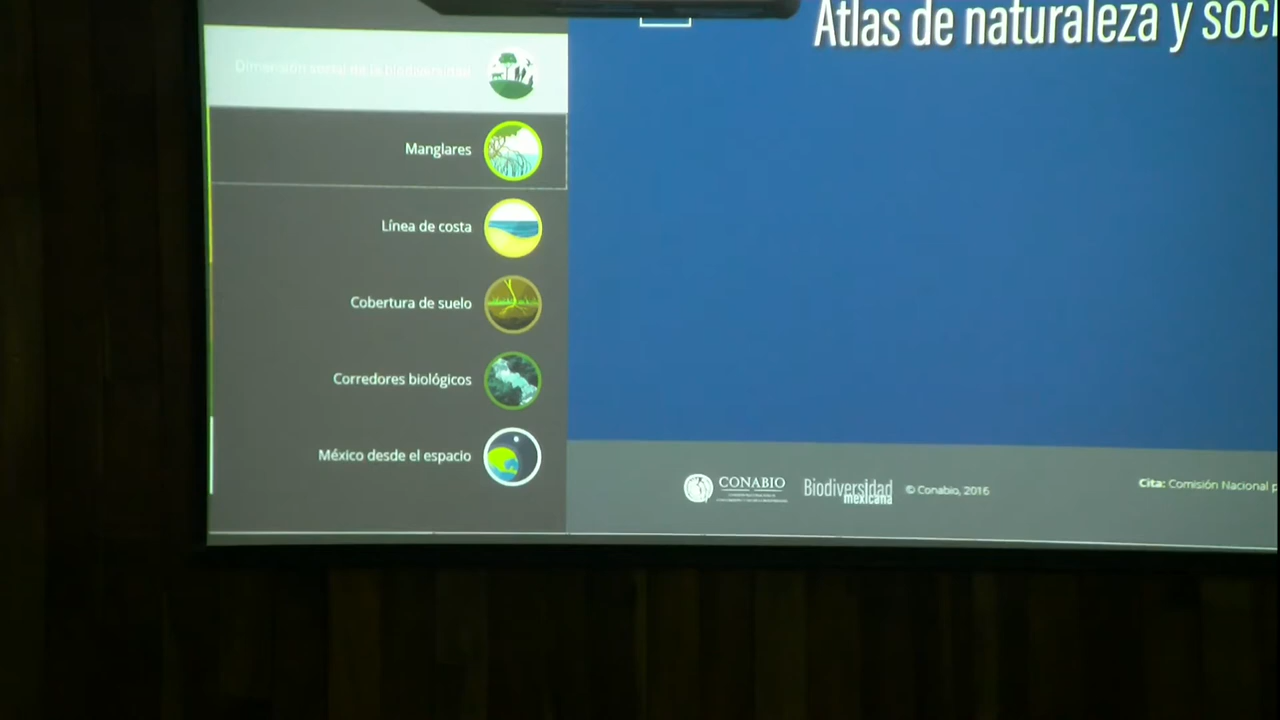 Atlas de naturaleza y soci
Dimensión social de la biodiversidad
Manglares
Línea de costa
Cobertura de suelo
Corredores biológicos
México desde el espacio
CONABIO
Biodiversidad
mexicana
© Conabio, 2016
Cita: Comisión Nacional p